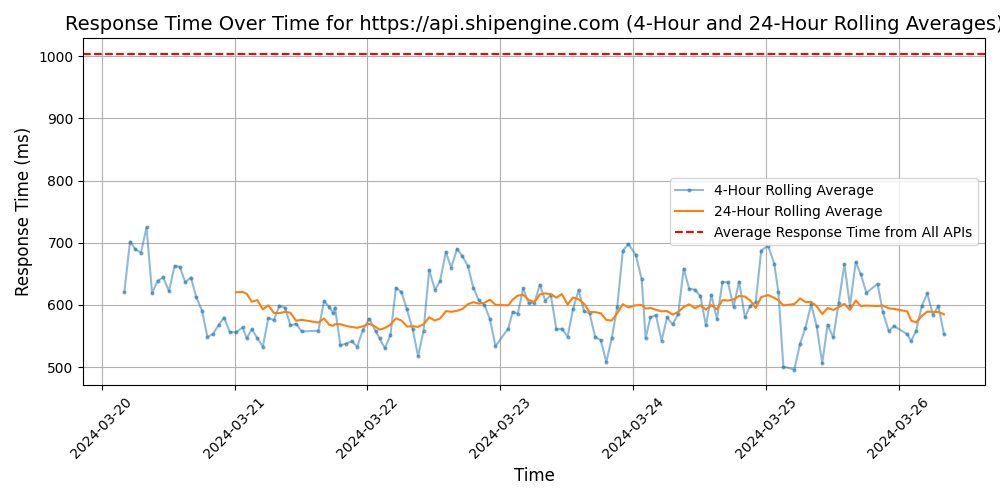 Response Time Over Time for https://api.shipengine.com (4-Hour and 24-Hour Rolling Averages)
Response Time (ms)
1000
900
800
700
600
500
4-Hour Rolling Average
24-Hour Rolling Average
Average Response Time from All APIs
2024-03-20
2024-03-21
2024-03-22
2024-03-23
2024-03-24
2024-03-25
2024-03-26
Time